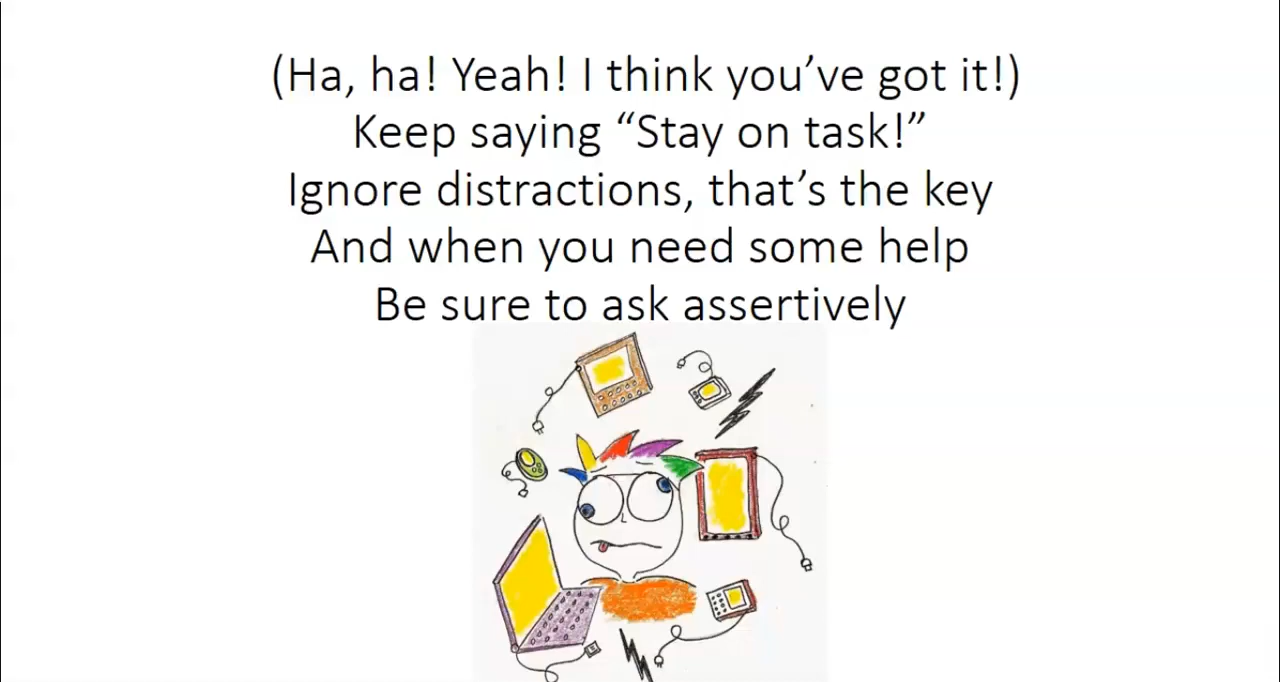 (Ha, ha! Yeah! I think you’ve got it!)
Keep saying “Stay on task!”
Ignore distractions, that’s the key
And when you need some help
Be sure to ask assertively